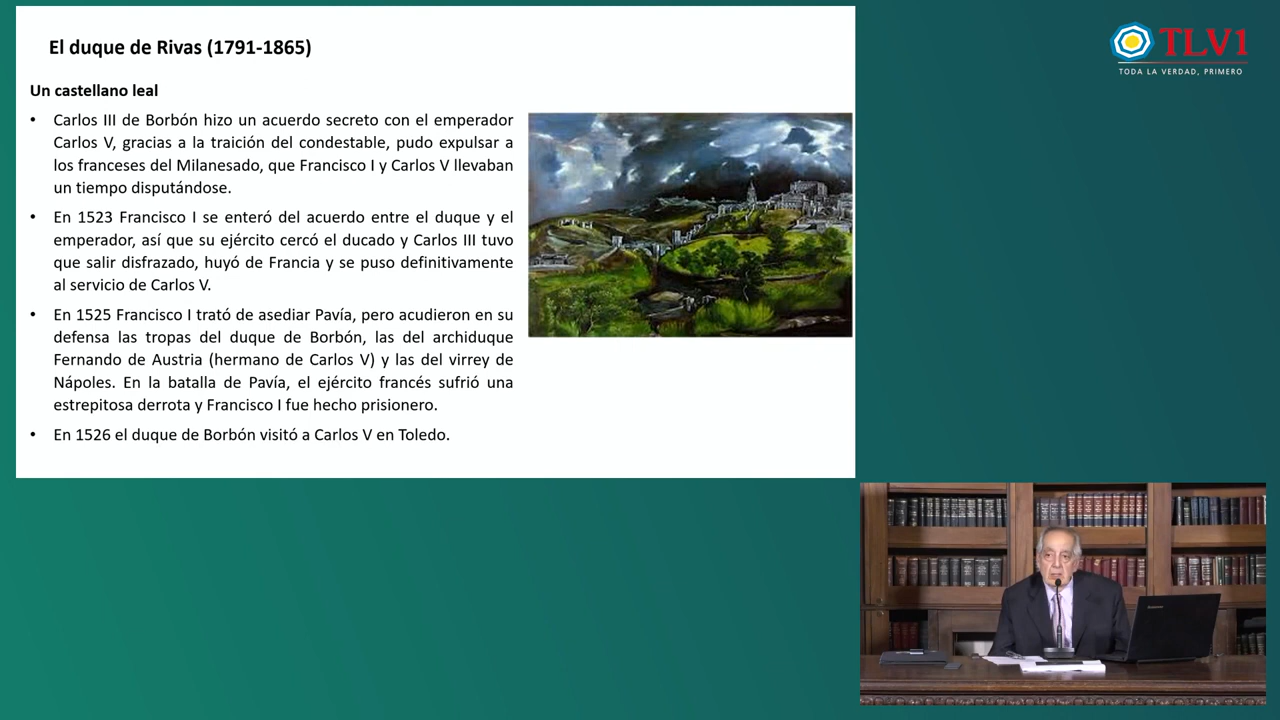 El duque de Rivas (1791-1865)
Un castellano leal
• Carlos III de Borbón hizo un acuerdo secreto con el emperador
Carlos V, gracias a la traición del condestable, pudo expulsar a
los franceses del Milanesado, que Francisco I y Carlos V llevaban
un tiempo disputándose.
• En 1523 Francisco I se enteró del acuerdo entre el duque y el
emperador, así que su ejército cercó el ducado y Carlos III tuvo
que salir disfrazado, huyó de Francia y se puso definitivamente
al servicio de Carlos V.
• En 1525 Francisco I trató de asediar Pavía, pero acudieron en su
defensa las tropas del duque de Borbón, las del archiduque
Fernando de Austria (hermano de Carlos V) y las del virrey de
Nápoles. En la batalla de Pavía, el ejército francés sufrió una
estrepitosa derrota y Francisco I fue hecho prisionero.
• En 1526 el duque de Borbón visitó a Carlos V en Toledo.
TLV1
TODA LA VERDAD, PRIMERO